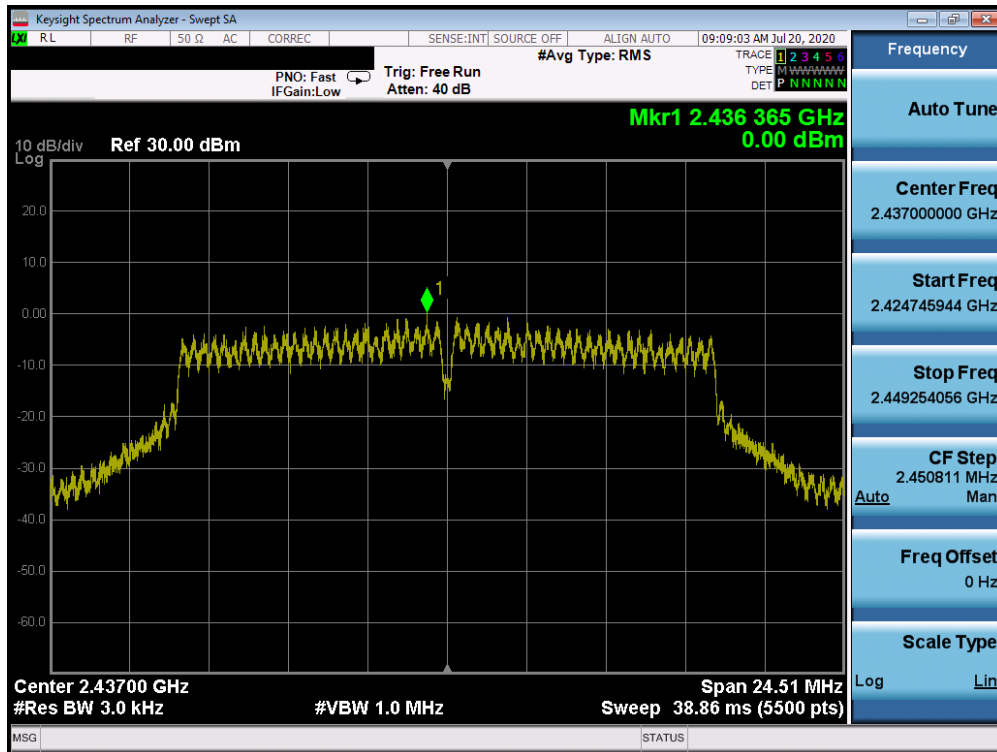 Keysight Spectrum Analyzer - Swept SA
LXI RL RF 50 Ω AC CORREC SENSE:INT SOURCE OFF ALIGN AUTO 09:09:03 AM Jul 20, 2020
#Avg Type: RMS
TRACE 1 2 3 4 5 6
PNO: Fast Trig: Free Run
TYPE M WWWWW
IFGain:Low Atten: 40 dB
DET P N N N N N
Mkr1 2.436 365 GHz
0.00 dBm
10 dB/div Ref 30.00 dBm
Log
20.0
10.0
1
0.00
-10.0
-20.0
-30.0
-40.0
-50.0
-60.0
Center 2.43700 GHz Span 24.51 MHz
#Res BW 3.0 kHz #VBW 1.0 MHz Sweep 38.86 ms (5500 pts)
MSG STATUS
Frequency
Auto Tune
Center Freq
2.437000000 GHz
Start Freq
2.424745944 GHz
Stop Freq
2.449254056 GHz
CF Step
2.450811 MHz
Auto Man
Freq Offset
0 Hz
Scale Type
Log Lin